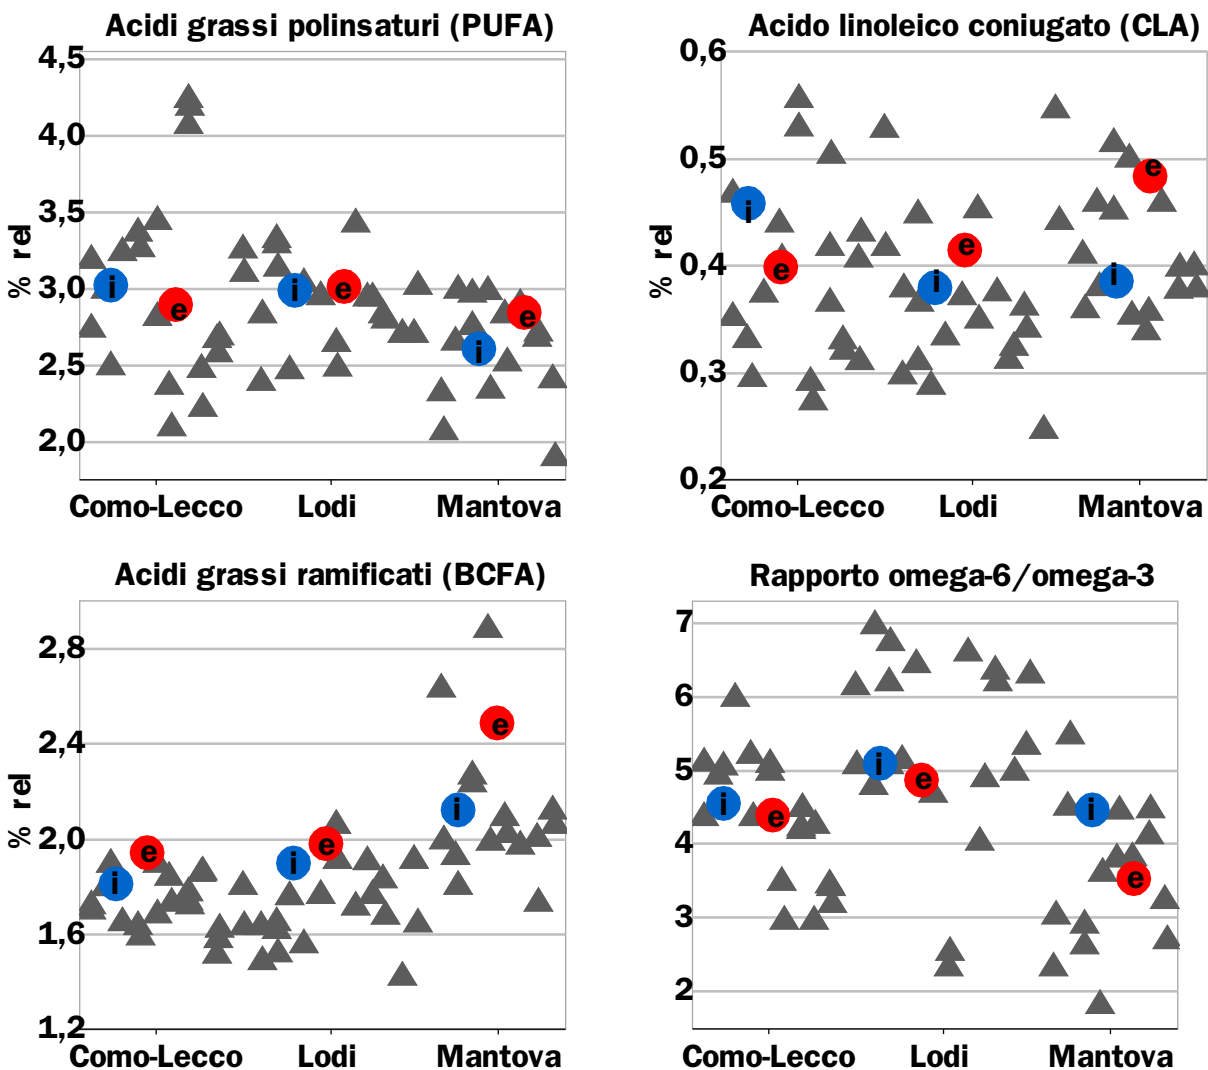 Acidi grassi polinsaturi (PUFA)
4,5
4,0
3,5
3,0
2,5
2,0
% rel
i
e
i
e
i
e
Como-Lecco Lodi Mantova
Acido linoleico coniugato (CLA)
0,6
0,5
0,4
0,3
0,2
% rel
i
e
i
e
i
e
Como-Lecco Lodi Mantova
Acidi grassi ramificati (BCFA)
2,8
2,4
2,0
1,6
1,2
% rel
i
e
i
e
i
e
Como-Lecco Lodi Mantova
Rapporto omega-6/omega-3
7
6
5
4
3
2
i
e
i
e
i
e
Como-Lecco Lodi Mantova